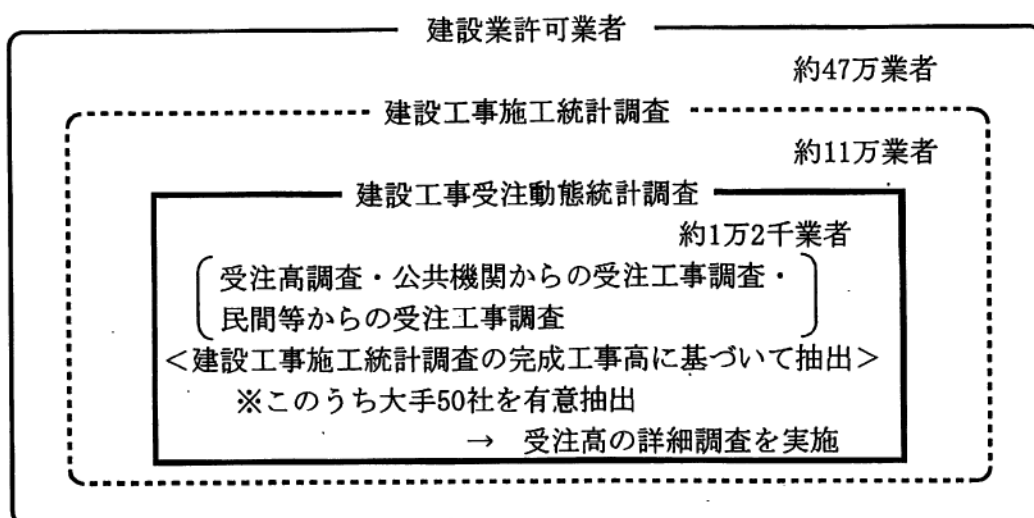 建設業許可業者
約47万業者
建設工事施工統計調査
約11万業者
建設工事受注動態統計調査
約1万2千業者
受注高調査・公共機関からの受注工事調査・
民間等からの受注工事調査
＜建設工事施工統計調査の完成工事高に基づいて抽出＞
※このうち大手50社を有意抽出
→ 受注高の詳細調査を実施